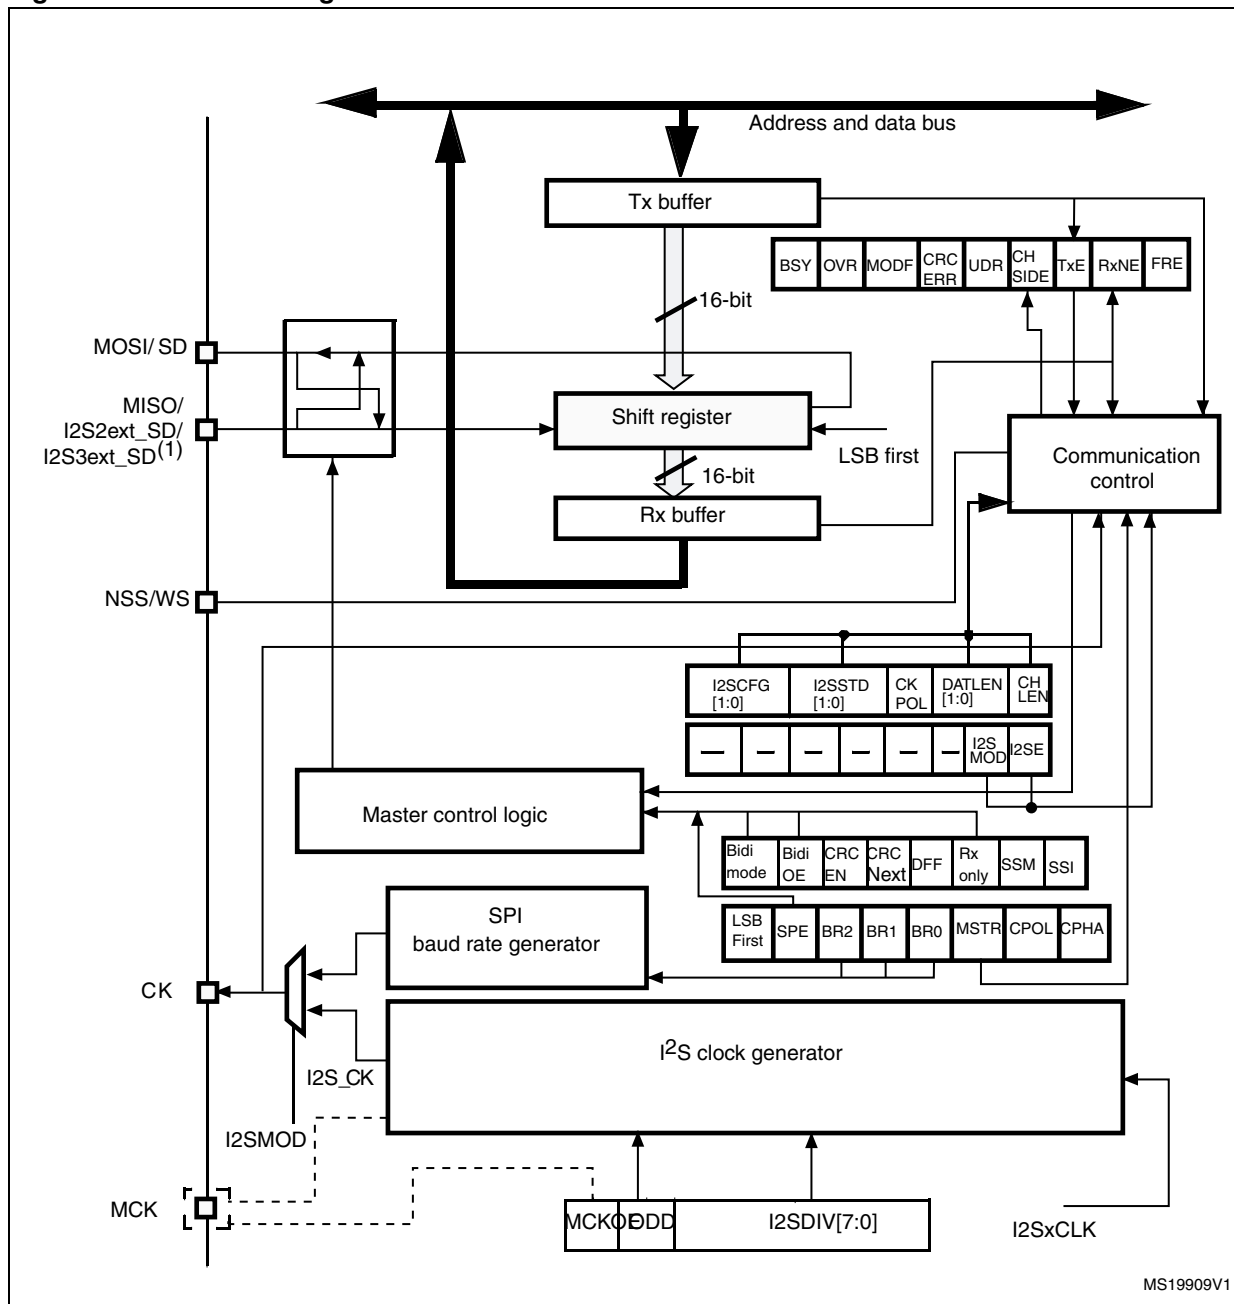 Address and data bus
Tx buffer
BSY OVR MODF CRC ERR UDR CH SIDE TxE RxNE FRE
16-bit
MOSI/ SD
MISO/
I2S2ext_SD/
I2S3ext_SD(1)
Shift register
LSB first
Communication
control
16-bit
Rx buffer
NSS/WS
I2SCFG [1:0] I2SSTD [1:0] CK POL DATLEN [1:0] CH LEN
— — — — — — I2S MOD I2SE
Master control logic
Bidi mode Bidi OE CRC EN CRC Next DFF Rx only SSM SSI
LSB First SPE BR2 BR1 BR0 MSTR CPOL CPHA
SPI
baud rate generator
CK
I2S clock generator
I2S_CK
I2SMOD
MCK
MCKOE ODD I2SDIV[7:0]
I2SxCLK
MS19909V1